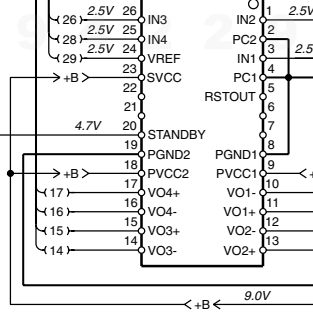 26 2.5V 26 IN3 IN2 1 2.5V
28 2.5V 25 IN4 PC2 2
29 2.5V 24 VREF IN1 3 2.5
+B 23 SVCC PC1 4
22 RSTOUT 5
21 6
4.7V 20 STANDBY 7
19 PGND2 PGND1 8
+B 18 PVCC2 PVCC1 9 +
17 17 VO4+ VO1- 10
16 16 VO4- VO1+ 11
15 15 VO3+ VO2- 12
14 14 VO3- VO2+ 13
+B 9.0V